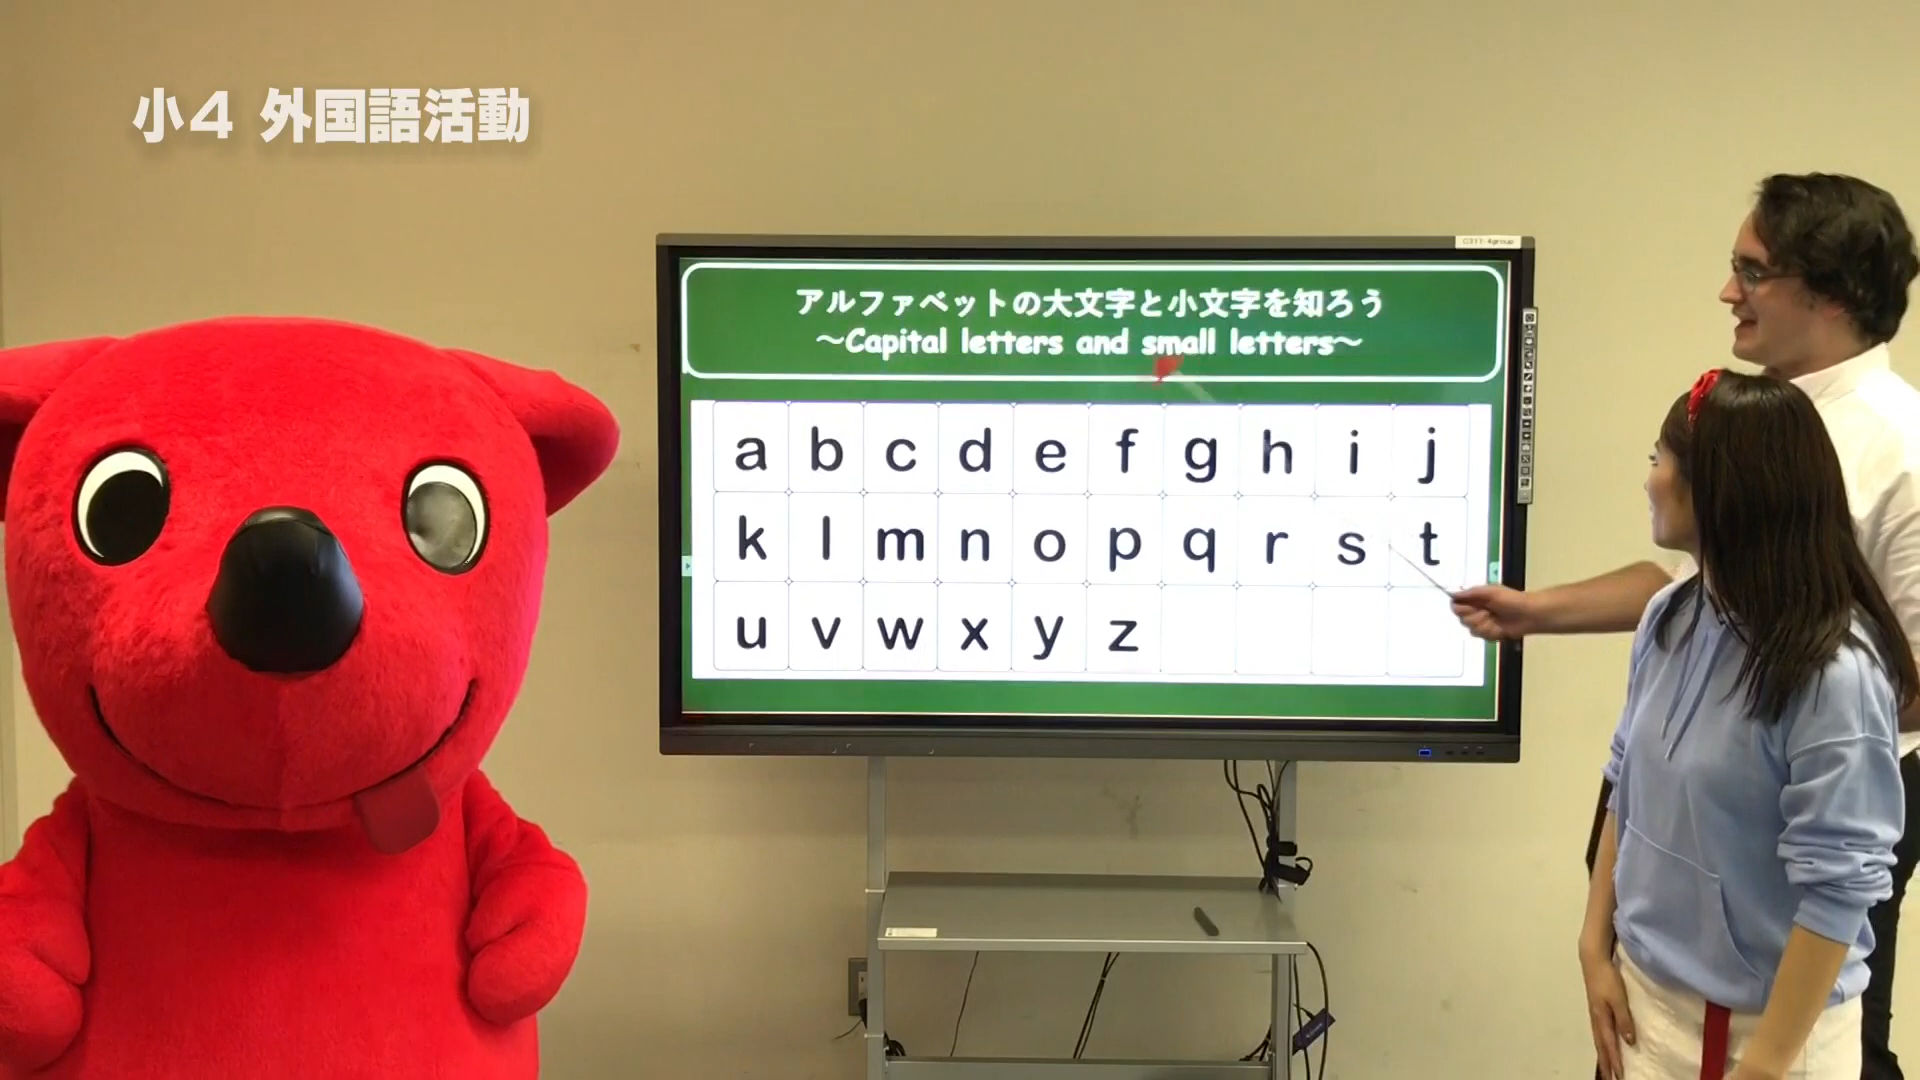 小4 外国語活動
アルファベットの大文字と小文字を知ろう
～Capital letters and small letters～
a b c d e f g h i j
k l m n o p q r s t
u v w x y z